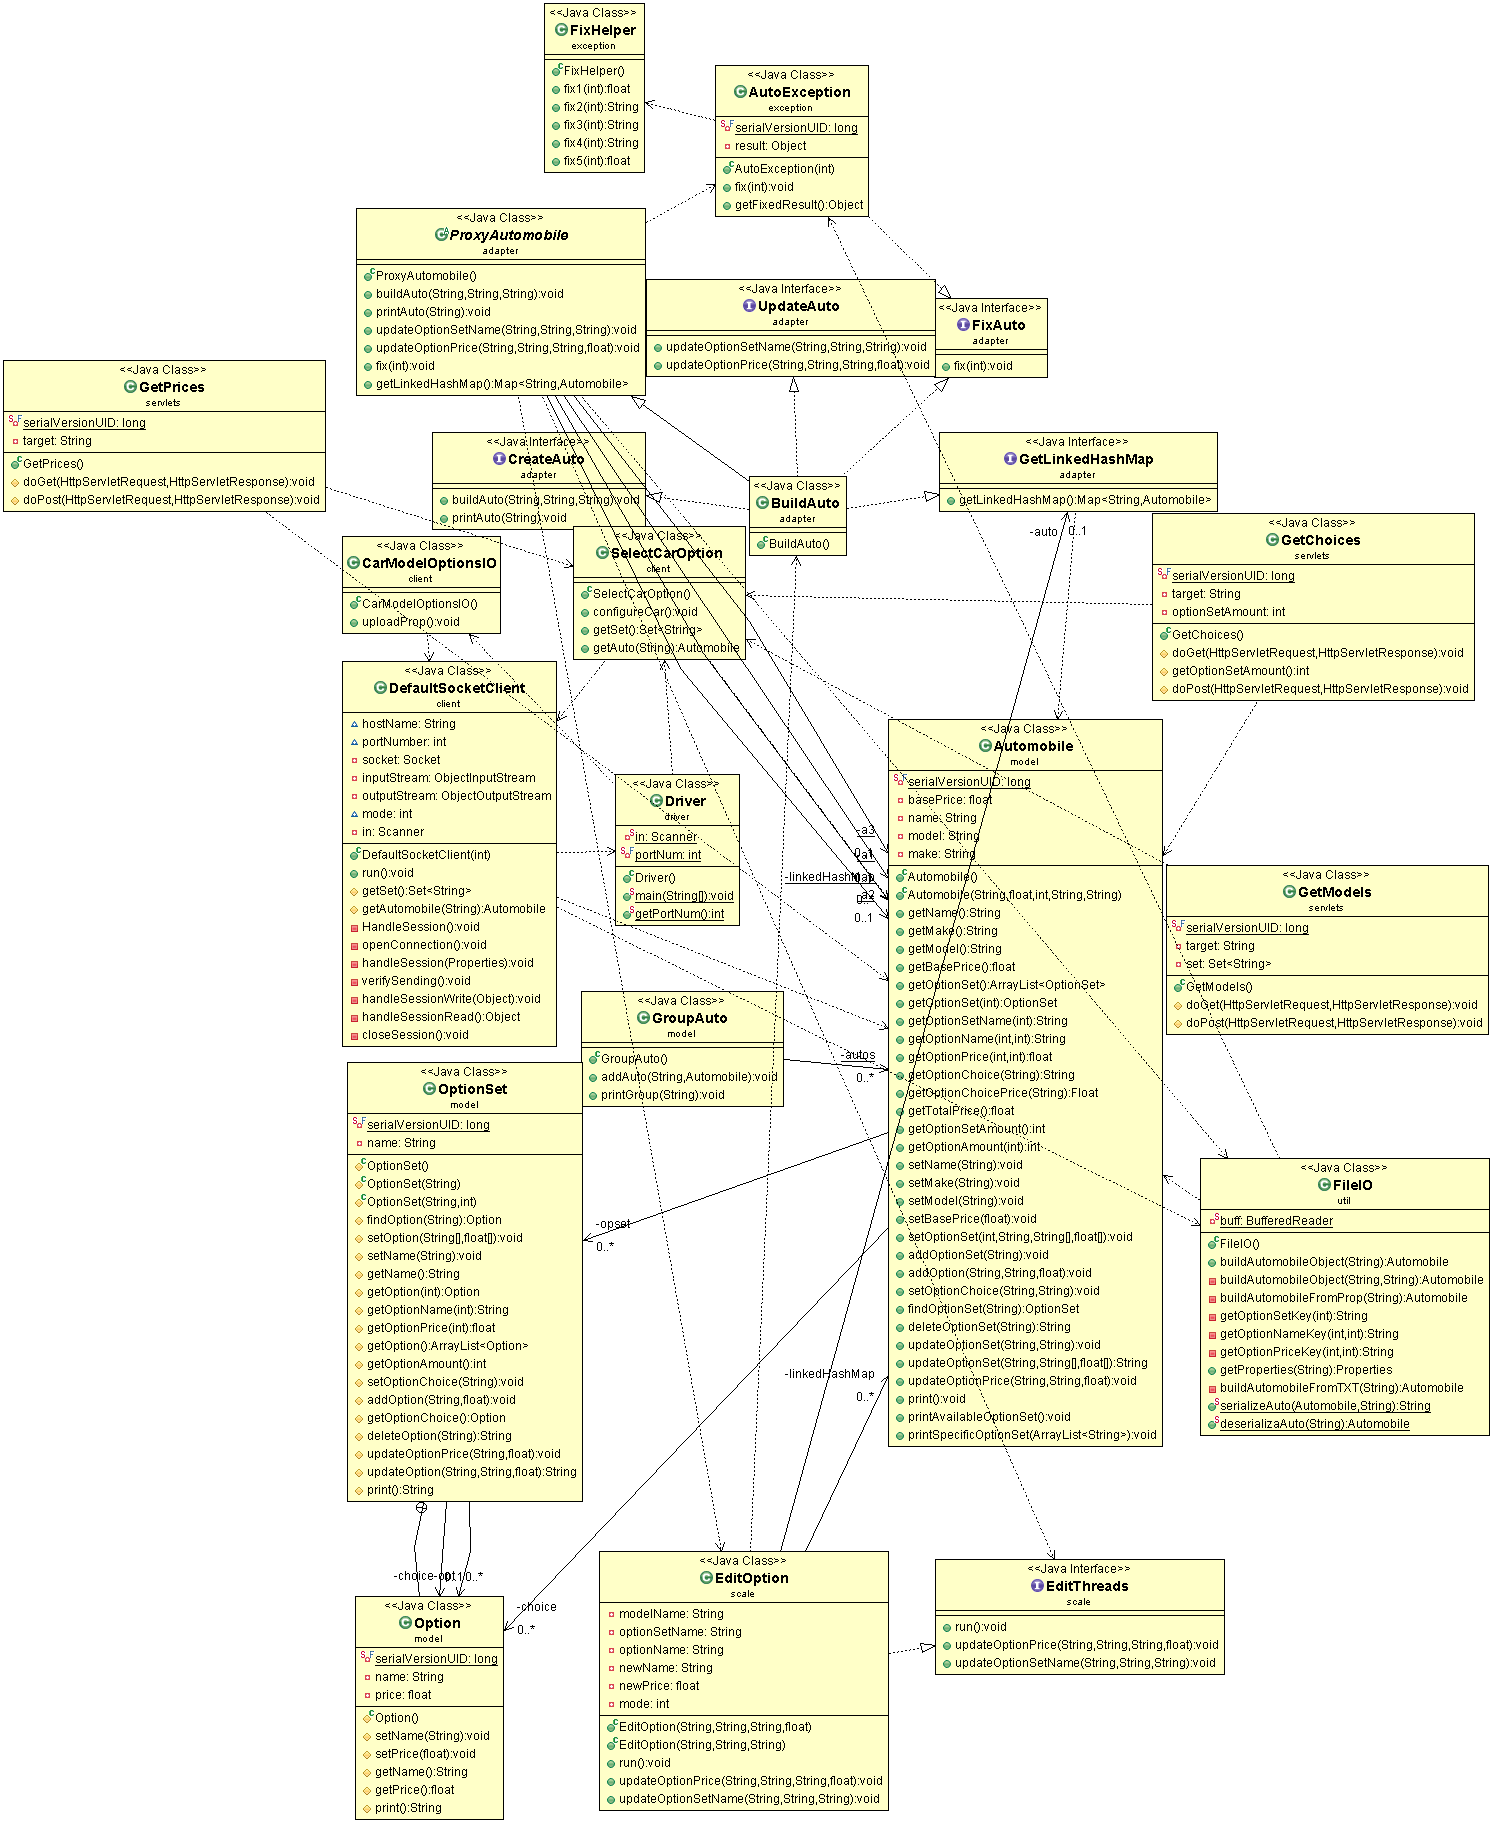 <<Java Class>>
FixHelper
exception
FixHelper()
fix1(int):float
fix2(int):String
fix3(int):String
fix4(int):String
fix5(int):float
<<Java Class>>
AutoException
exception
serialVersionUID: long
result: Object
AutoException(int)
fix(int):void
getFixedResult():Object
<<Java Class>>
ProxyAutomobile
adapter
ProxyAutomobile()
buildAuto(String,String,String):void
printAuto(String):void
updateOptionSetName(String,String,String):void
updateOptionPrice(String,String,String,float):void
fix(int):void
getLinkedHashMap():Map<String,Automobile>
<<Java Interface>>
UpdateAuto
adapter
updateOptionSetName(String,String,String):void
updateOptionPrice(String,String,String,float):void
<<Java Interface>>
FixAuto
adapter
fix(int):void
<<Java Class>>
GetPrices
servlets
serialVersionUID: long
target: String
GetPrices()
doGet(HttpServletRequest,HttpServletResponse):void
doPost(HttpServletRequest,HttpServletResponse):void
<<Java Interface>>
CreateAuto
adapter
buildAuto(String,String,String):void
printAuto(String):void
<<Java Class>>
BuildAuto
adapter
BuildAuto()
<<Java Interface>>
GetLinkedHashMap
adapter
getLinkedHashMap():Map<String,Automobile>
-auto
0..1
<<Java Class>>
GetChoices
servlets
serialVersionUID: long
target: String
optionSetAmount: int
GetChoices()
doGet(HttpServletRequest,HttpServletResponse):void
getOptionSetAmount():int
doPost(HttpServletRequest,HttpServletResponse):void
<<Java Class>>
CarModelOptionsIO
client
CarModelOptionsIO()
uploadProp():void
<<Java Class>>
SelectCarOption
client
SelectCarOption()
configureCar():void
getSet():Set<String>
getAuto(String):Automobile
<<Java Class>>
DefaultSocketClient
client
hostName: String
portNumber: int
socket: Socket
inputStream: ObjectInputStream
outputStream: ObjectOutputStream
mode: int
in: Scanner
DefaultSocketClient(int)
run():void
getSet():Set<String>
getAutomobile(String):Automobile
HandleSession():void
openConnection():void
handleSession(Properties):void
verifySending():void
handleSessionWrite(Object):void
handleSessionRead():Object
closeSession():void
<<Java Class>>
Driver
driver
in: Scanner
portNum: int
Driver()
main(String[]):void
getPortNum():int
-a3
0..1
-a1
-linkedHashMap
-a2
0..1
<<Java Class>>
Automobile
model
serialVersionUID: long
basePrice: float
name: String
model: String
make: String
Automobile()
Automobile(String,float,int,String,String)
getName():String
getMake():String
getModel():String
getBasePrice():float
getOptionSet():ArrayList<OptionSet>
getOptionSet(int):OptionSet
getOptionSetName(int):String
getOptionName(int,int):String
getOptionPrice(int,int):float
getOptionChoice(String):String
getOptionChoicePrice(String):Float
getTotalPrice():float
getOptionSetAmount():int
getOptionAmount(int):int
setName(String):void
setMake(String):void
setModel(String):void
setBasePrice(float):void
setOptionSet(int,String,String[],float[]):void
addOptionSet(String):void
addOption(String,String,float):void
setOptionChoice(String,String):void
findOptionSet(String):OptionSet
deleteOptionSet(String):String
updateOptionSet(String,String):void
updateOptionSet(String,String[],float[]):String
updateOptionPrice(String,String,float):void
print():void
printAvailableOptionSet():void
printSpecificOptionSet(ArrayList<String>):void
<<Java Class>>
GetModels
servlets
serialVersionUID: long
target: String
set: Set<String>
GetModels()
doGet(HttpServletRequest,HttpServletResponse):void
doPost(HttpServletRequest,HttpServletResponse):void
<<Java Class>>
GroupAuto
model
GroupAuto()
addAuto(String,Automobile):void
printGroup(String):void
-autos
0..*
<<Java Class>>
OptionSet
model
serialVersionUID: long
name: String
OptionSet()
OptionSet(String)
OptionSet(String,int)
findOption(String):Option
setOption(String[],float[]):void
setName(String):void
getName():String
getOption(int):Option
getOptionName(int):String
getOptionPrice(int):float
getOption():ArrayList<Option>
getOptionAmount():int
setOptionChoice(String):void
addOption(String,float):void
getOptionChoice():Option
deleteOption(String):String
updateOptionPrice(String,float):void
updateOption(String,String,float):String
print():String
-opset
0..*
<<Java Class>>
FileIO
util
buff: BufferedReader
FileIO()
buildAutomobileObject(String):Automobile
buildAutomobileObject(String,String):Automobile
buildAutomobileFromProp(String):Automobile
getOptionSetKey(int):String
getOptionNameKey(int,int):String
getOptionPriceKey(int,int):String
getProperties(String):Properties
buildAutomobileFromTXT(String):Automobile
serializeAuto(Automobile,String):String
deserializaAuto(String):Automobile
-linkedHashMap
0..*
-choice
-opt
0..*
-choice
0..*
<<Java Class>>
Option
model
serialVersionUID: long
name: String
price: float
Option()
setName(String):void
setPrice(float):void
getName():String
getPrice():float
print():String
<<Java Class>>
EditOption
scale
modelName: String
optionSetName: String
optionName: String
newName: String
newPrice: float
mode: int
EditOption(String,String,String,float)
EditOption(String,String,String)
run():void
updateOptionPrice(String,String,String,float):void
updateOptionSetName(String,String,String):void
<<Java Interface>>
EditThreads
scale
run():void
updateOptionPrice(String,String,String,float):void
updateOptionSetName(String,String,String):void